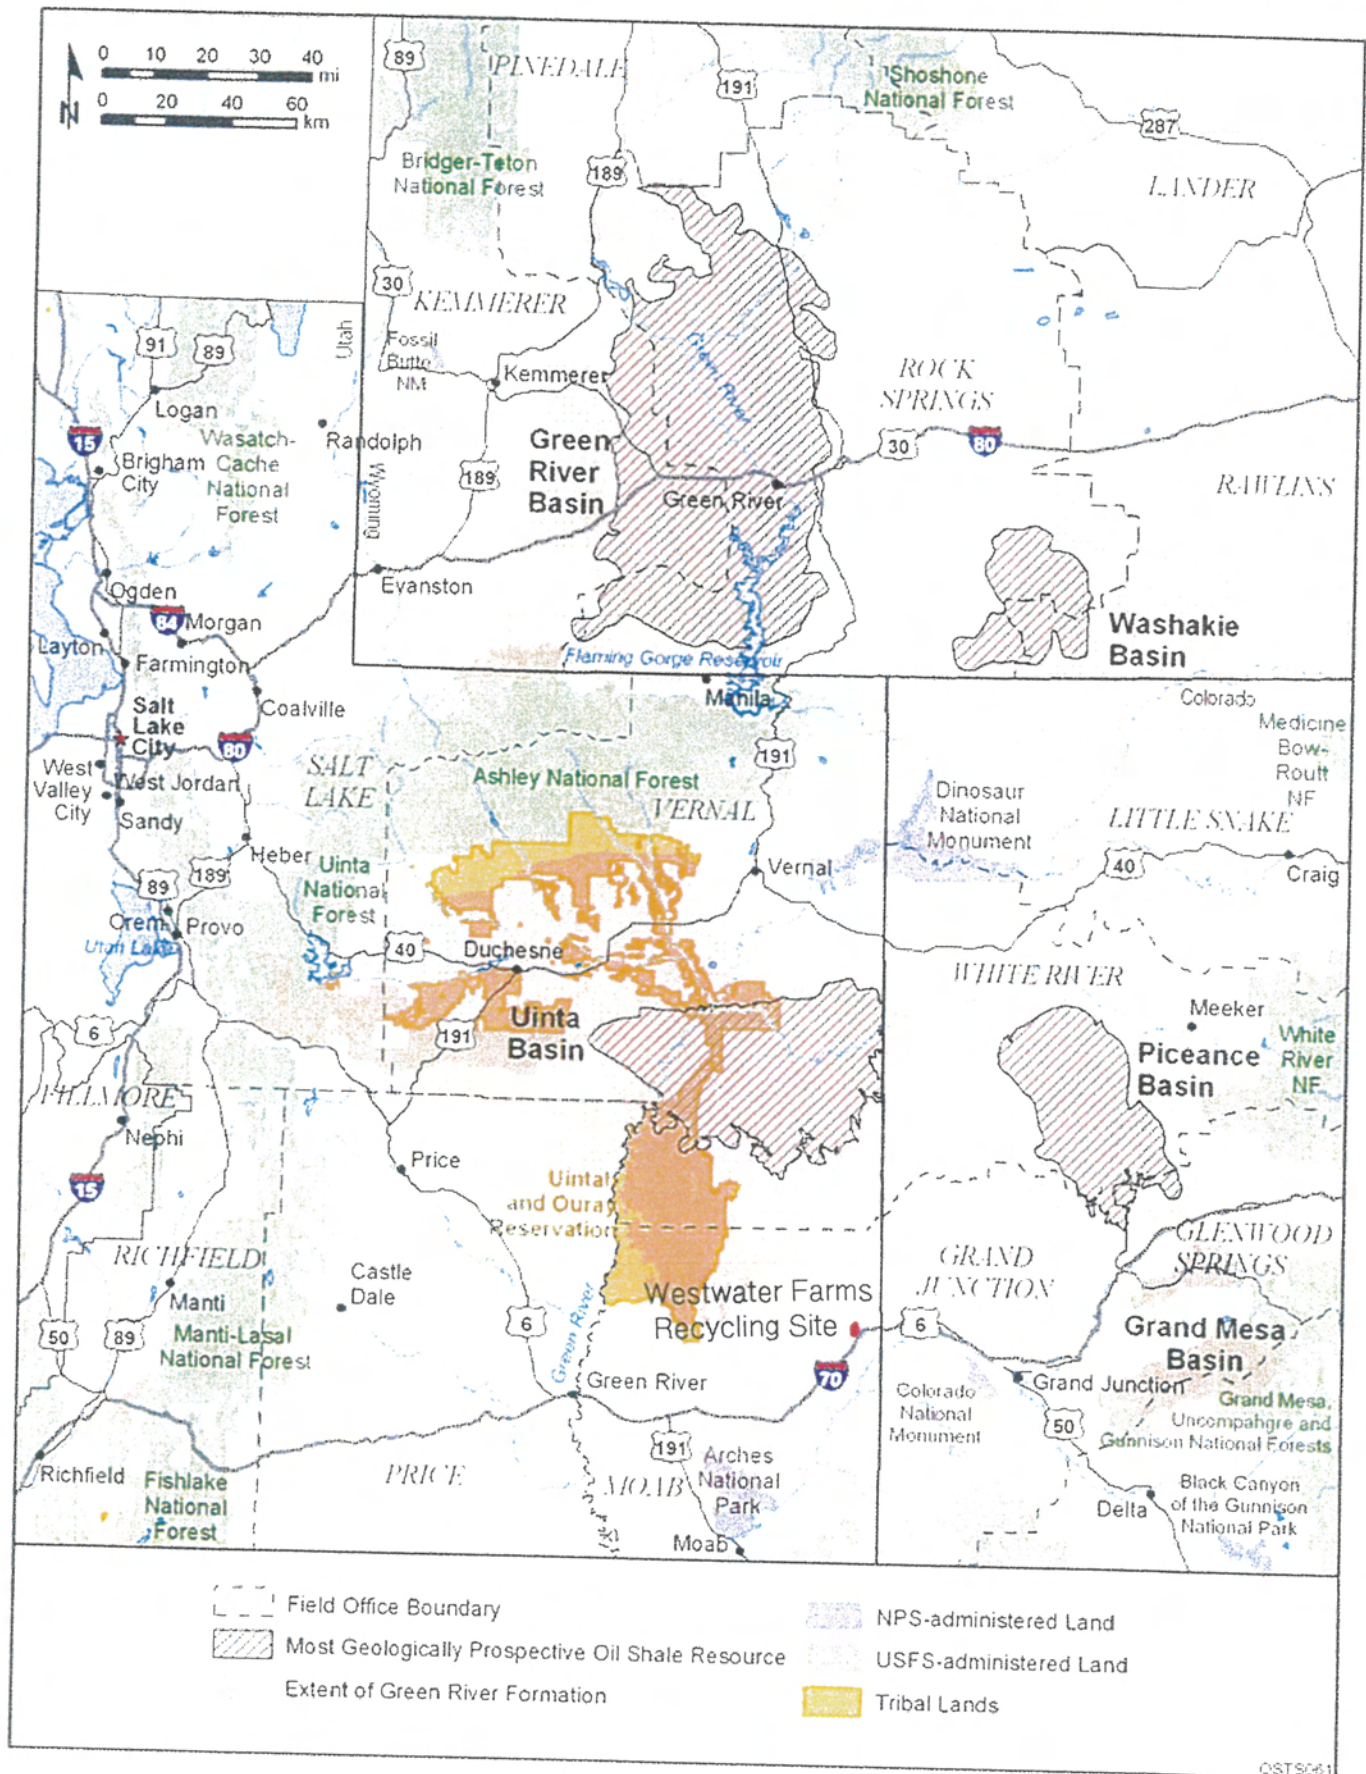 0 10 20 30 40
mi
0 20 40 60
km
N
89
PINEDALE
191
Shoshone
National Forest
287
Bridger-Teton
National Forest
189
LANDER
30
KEMMERER
Fossil
Butte
NM
Kemmerer
Green River
ROCK
SPRINGS
Utah
Wyoming
91
89
Logan
15
Randolph
Wasatch-
Cache
National
Forest
Brigham
City
Green
River
Basin
189
30
80
RAWLINS
Green River
Evanston
Ogden
84
Morgan
Layton
Farmington
Washakie
Basin
Flaming Gorge Reservoir
Manila
Coalville
Salt
Lake
City
80
West
Valley
City
West Jordan
Sandy
SALT
LAKE
Ashley National Forest
VERNAL
191
Colorado
Medicine
Bow-
Routt
NF
Dinosaur
National
Monument
LITTLE SNAKE
40
Craig
Heber
189
89
Uinta
National
Forest
Vernal
Orem
Provo
Utah Lake
40
Duchesne
WHITE RIVER
Meeker
6
191
Uinta
Basin
Piceance
Basin
White
River
NF
FILLMORE
Nephi
Price
15
Uintah
and Ouray
Reservation
RICHFIELD
Castle
Dale
Manti
GRAND
JUNCTION
GLENWOOD
SPRINGS
Westwater Farms
Recycling Site
50
89
Manti-Lasal
National Forest
6
Green River
6
Grand Mesa
Basin
70
Green River
Grand Junction
Colorado
National
Monument
50
Grand Mesa,
Uncompahgre and
Gunnison National Forests
191
Arches
National
Park
Richfield
Fishlake
National
Forest
PRICE
MOAB
Moab
Delta
Black Canyon
of the Gunnison
National Park
Field Office Boundary
Most Geologically Prospective Oil Shale Resource
Extent of Green River Formation
NPS-administered Land
USFS-administered Land
Tribal Lands
OSTS061